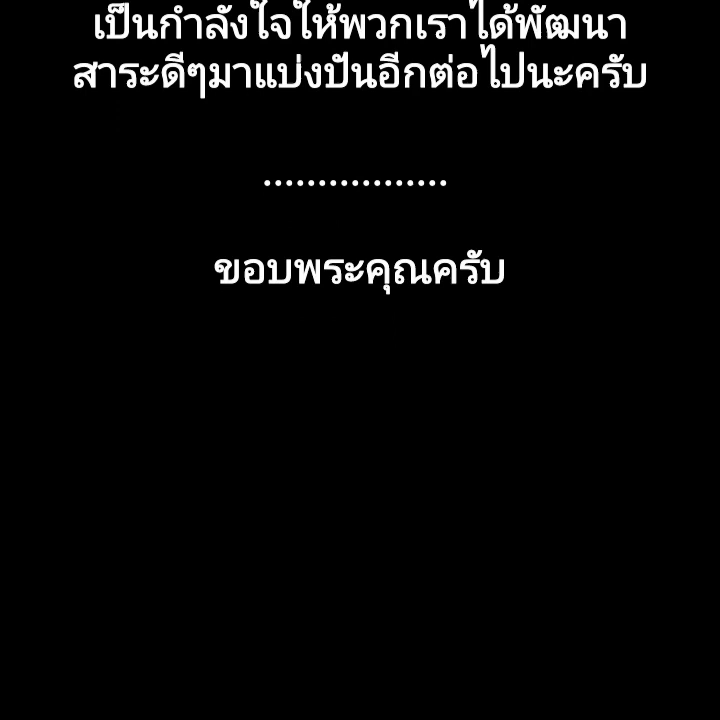 เป็นกำลังใจให้พวกเราได้พัฒนา
สาระดีๆมาแบ่งปันอีกต่อไปนะครับ
.................
ขอบพระคุณครับ